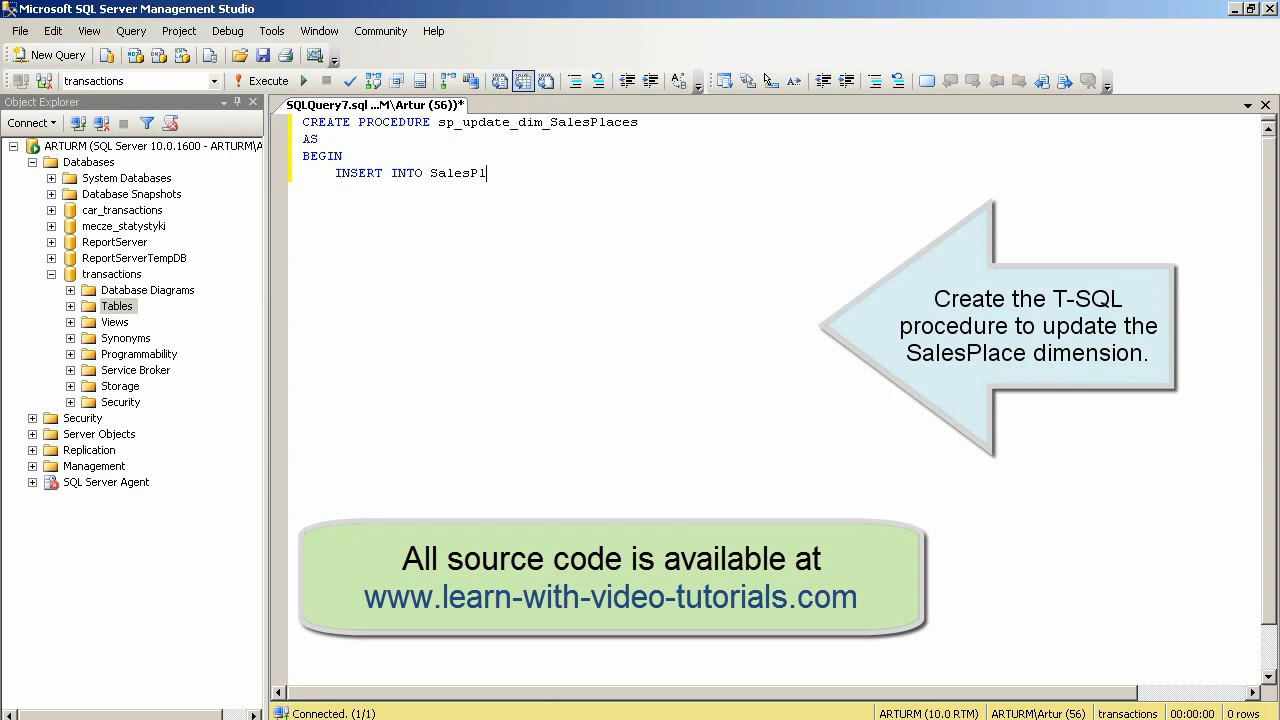 Microsoft SQL Server Management Studio
File Edit View Query Project Debug Tools Window Community Help
New Query
transactions Execute
Object Explorer
SQLQuery7.sql ...M\Artur (56))*
Connect
ARTURM (SQL Server 10.0.1600 - ARTURM\A
Databases
System Databases
Database Snapshots
car_transactions
mecze_statystyki
ReportServer
ReportServerTempDB
transactions
Database Diagrams
Tables
Views
Synonyms
Programmability
Service Broker
Storage
Security
Security
Server Objects
Replication
Management
SQL Server Agent
CREATE PROCEDURE sp_update_dim_SalesPlaces
AS
BEGIN
INSERT INTO SalesPl
Create the T-SQL
procedure to update the
SalesPlace dimension.
All source code is available at
www.learn-with-video-tutorials.com
Connected. (1/1)
ARTURM (10.0 RTM) ARTURM\Artur (56) transactions 00:00:00 0 rows